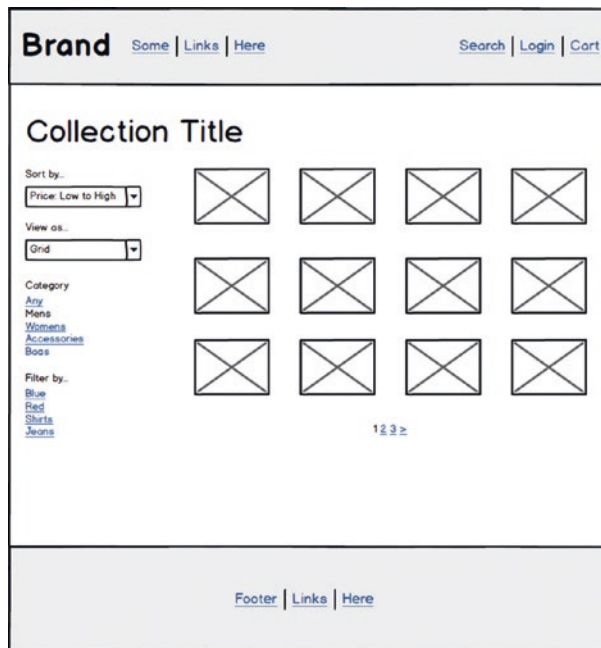 Brand Some Links Here Search Login Cart
Collection Title
Sort by...
Price: Low to High
View as...
Grid
Category
Any
Mens
Womens
Accessories
Boas
Filter by...
Blue
Red
Shirts
Jeans
1 2 3 >
Footer Links Here